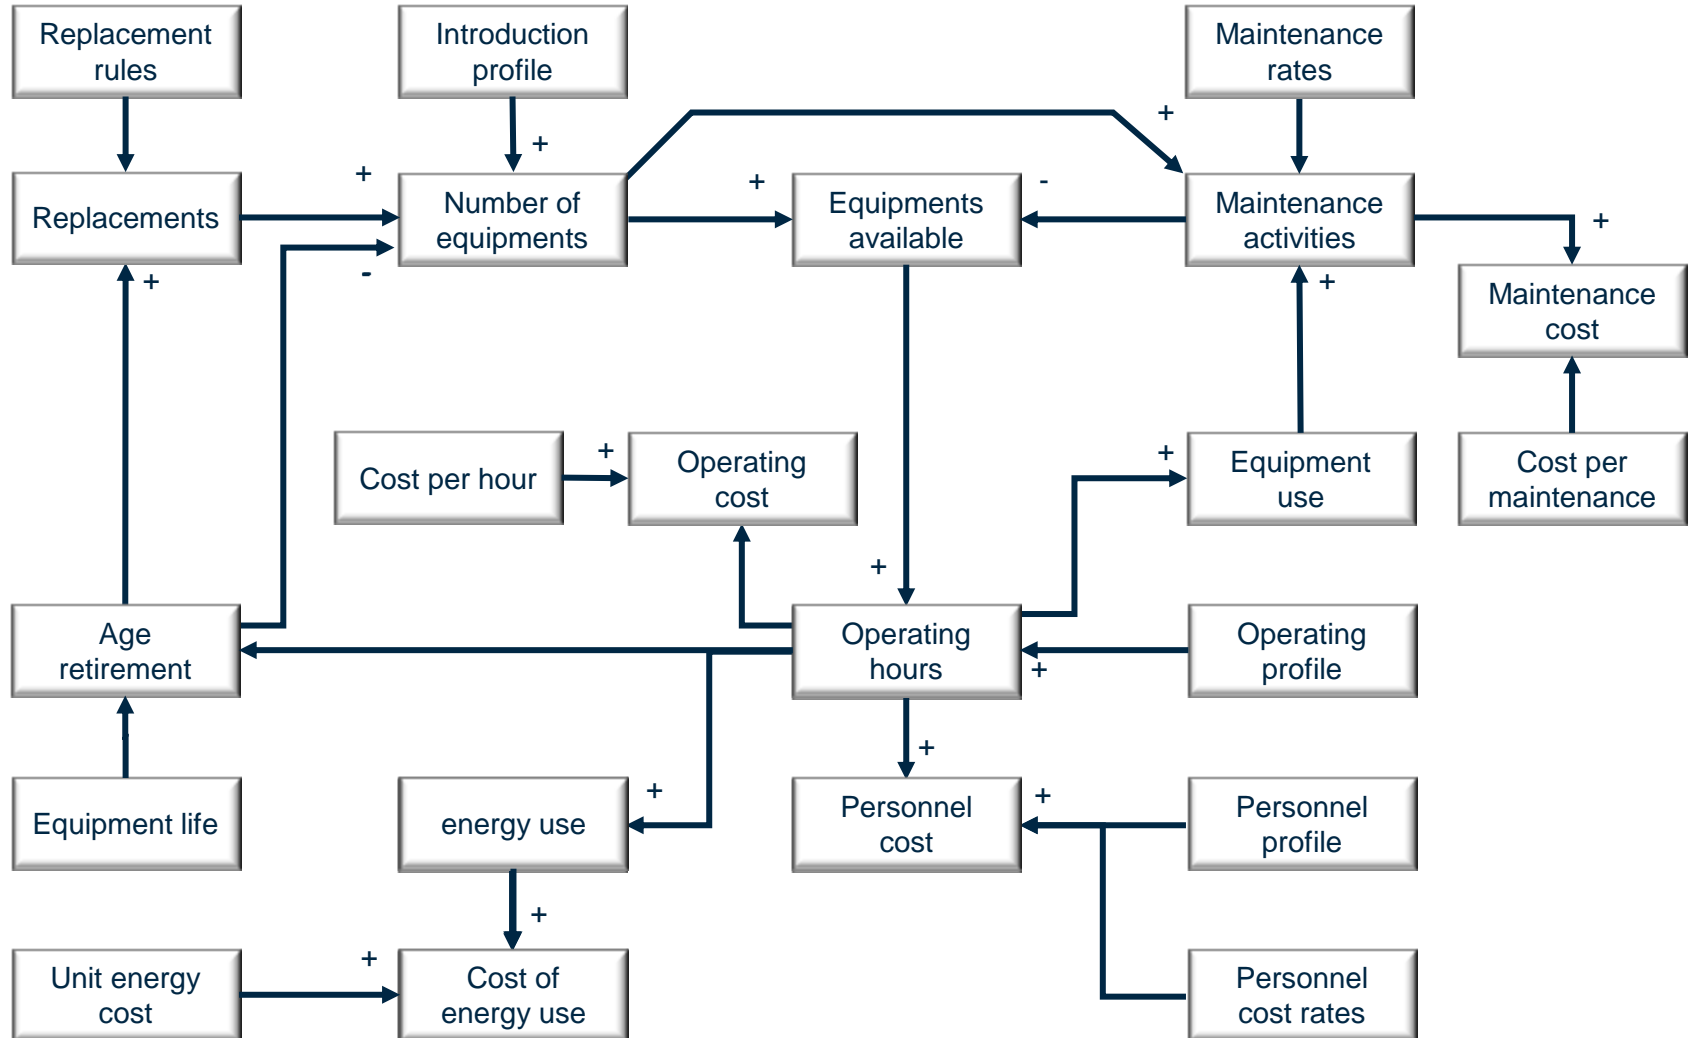 Replacement
rules
Introduction
profile
Maintenance
rates
+
+
+
+
-
Replacements
Number of
equipments
Equipments
available
Maintenance
activities
+
-
+
+
Maintenance
cost
Cost per hour
+
Operating
cost
+
Equipment
use
Cost per
maintenance
+
Age
retirement
Operating
hours
+
Operating
profile
+
Equipment life
+
energy use
Personnel
cost
+
Personnel
profile
+
Unit energy
cost
+
Cost of
energy use
Personnel
cost rates